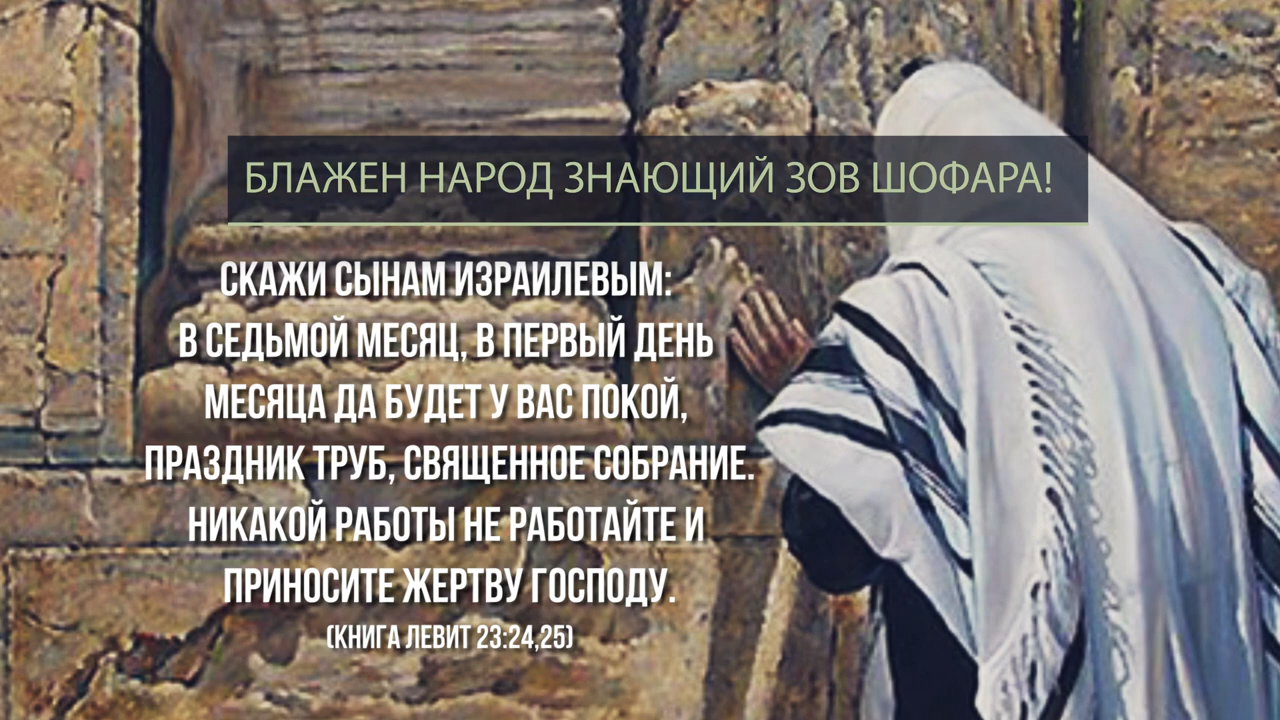 БЛАЖЕН НАРОД ЗНАЮЩИЙ ЗОВ ШОФАРА!
СКАЖИ СЫНАМ ИЗРАИЛЕВЫМ:
В СЕДЬМОЙ МЕСЯЦ, В ПЕРВЫЙ ДЕНЬ
МЕСЯЦА ДА БУДЕТ У ВАС ПОКОЙ,
ПРАЗДНИК ТРУБ, СВЯЩЕННОЕ СОБРАНИЕ.
НИКАКОЙ РАБОТЫ НЕ РАБОТАЙТЕ И
ПРИНОСИТЕ ЖЕРТВУ ГОСПОДУ.
(КНИГА ЛЕВИТ 23:24,25)